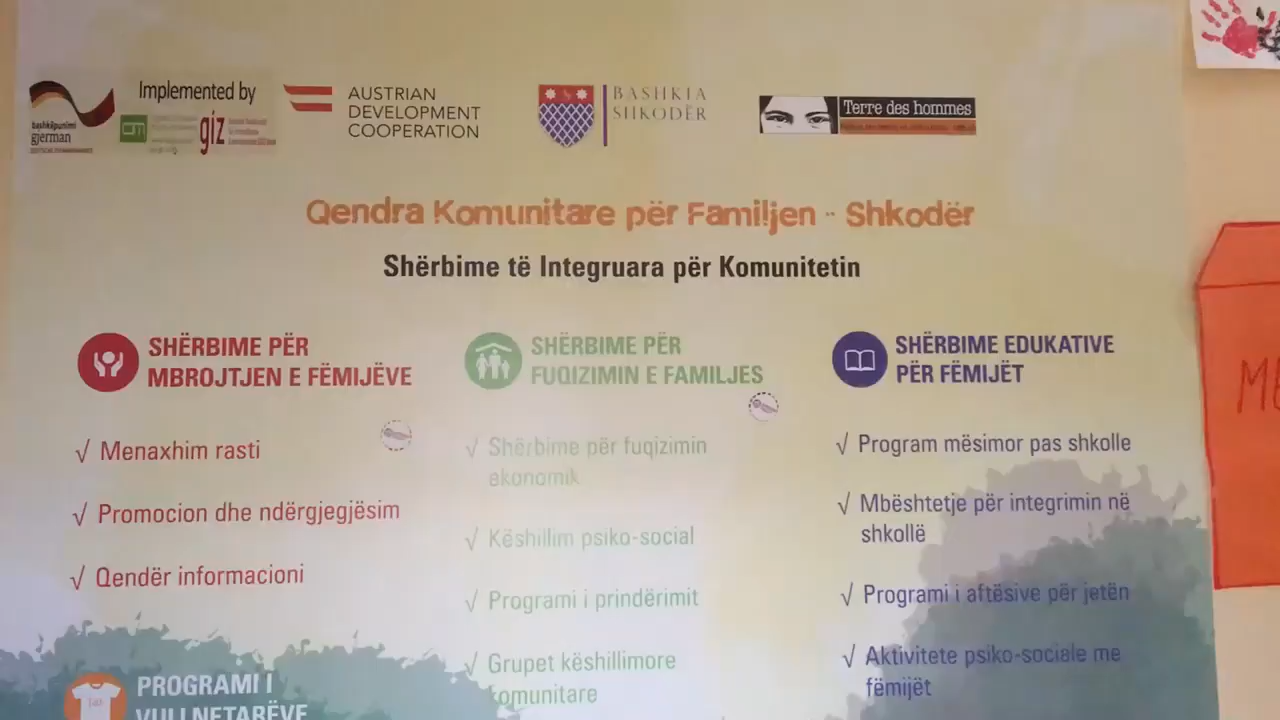 bashkëpunimi
gjerman
Implemented by
giz
AUSTRIAN
DEVELOPMENT
COOPERATION
BASHKIA
SHKODËR
Terre des hommes
Qendra Komunitare për Familjen - Shkodër
Shërbime të Integruara për Komunitetin
SHËRBIME PËR
MBROJTJEN E FËMIJËVE
√ Menaxhim rasti
√ Promocion dhe ndërgjegjësim
√ Qendër informacioni
PROGRAMI I
VULLNETARËVE
SHËRBIME PËR
FUQIZIMIN E FAMILJES
√ Shërbime për fuqizimin
ekonomik
√ Këshillim psiko-social
√ Programi i prindërimit
√ Grupet këshillimore
komunitare
SHËRBIME EDUKATIVE
PËR FËMIJËT
√ Program mësimor pas shkolle
√ Mbështetje për integrimin në
shkollë
√ Programi i aftësive për jetën
√ Aktivitete psiko-sociale me
fëmijët